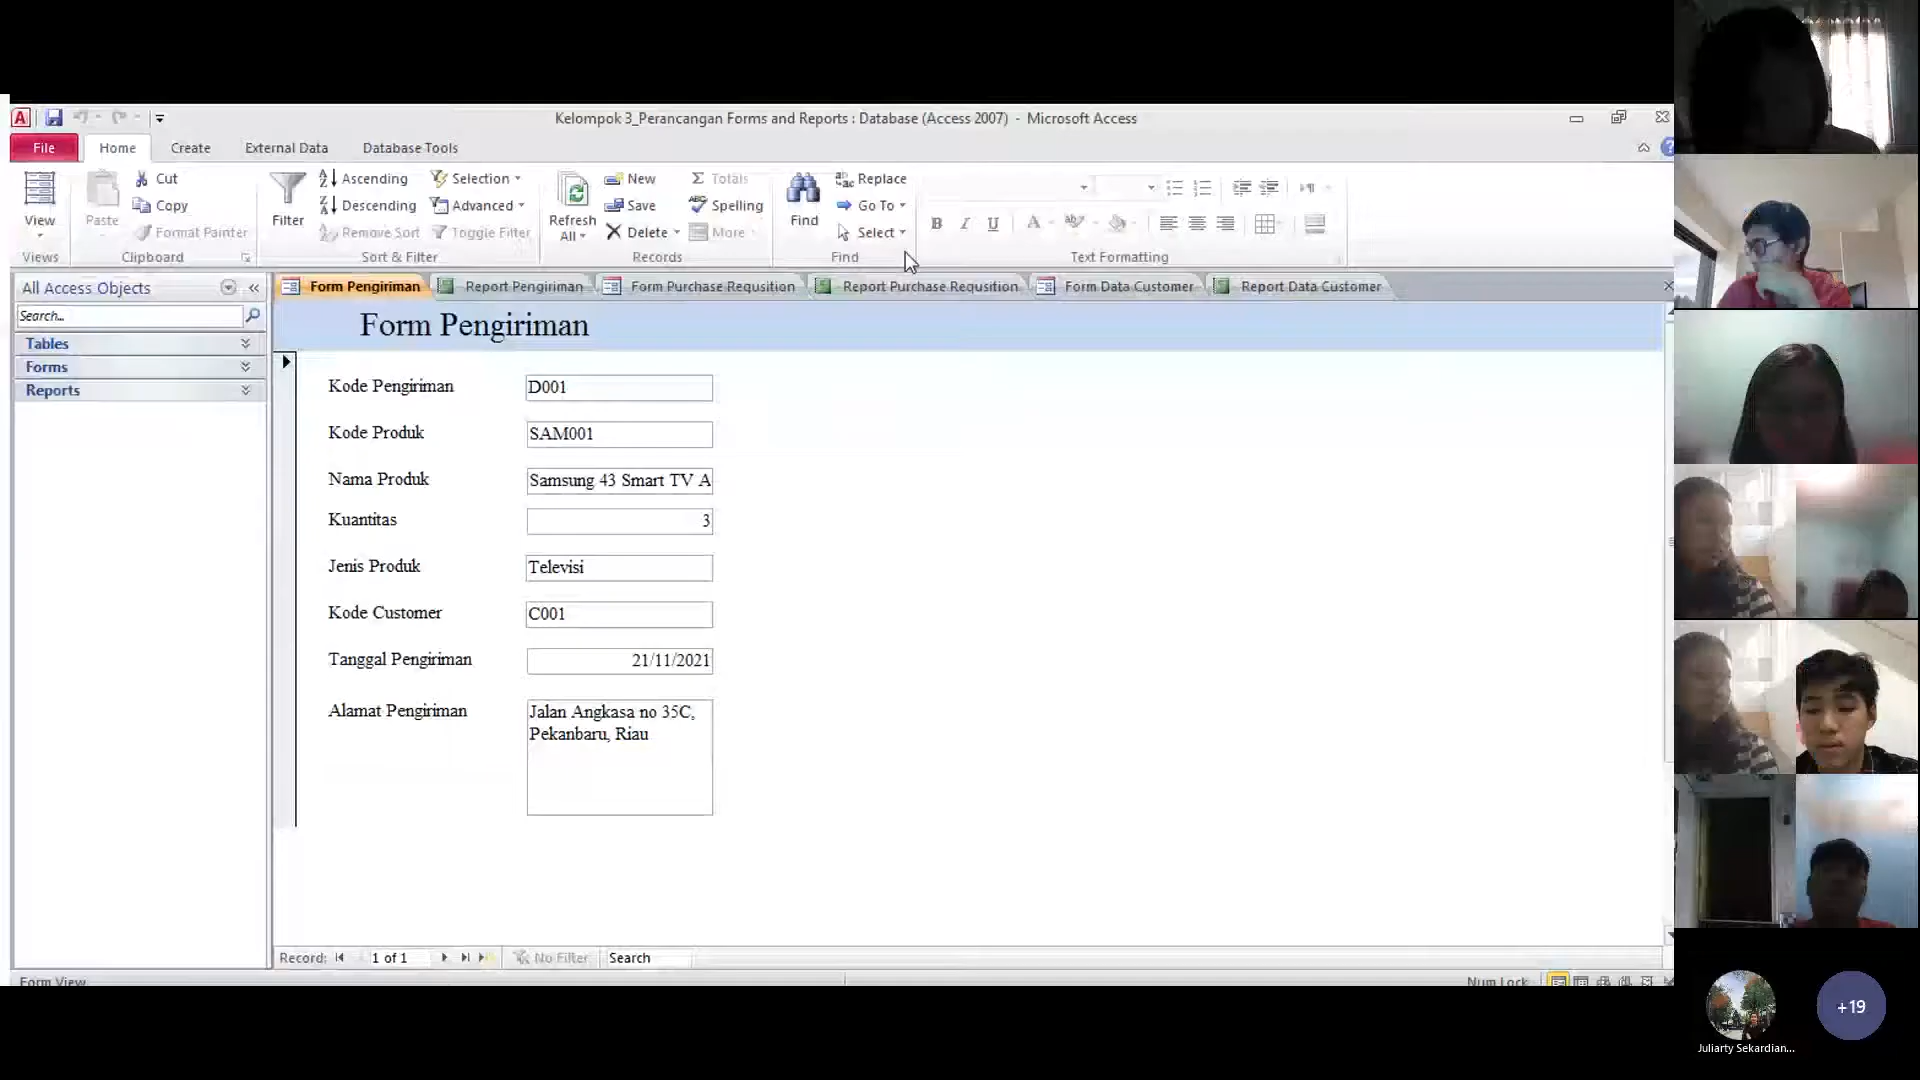 Kelompok 3_Perancangan Forms and Reports : Database (Access 2007) - Microsoft Access
File Home Create External Data Database Tools
View
Views
Paste
Cut
Copy
Format Painter
Clipboard
Filter
Ascending
Descending
Remove Sort
Selection
Advanced
Toggle Filter
Sort & Filter
Refresh
All
New
Save
Delete
Totals
Spelling
More
Records
Find
Replace
Go To
Select
Find
B I U A
Text Formatting
All Access Objects
Search...
Tables
Forms
Reports
Form Pengiriman Report Pengiriman Form Purchase Requsition Report Purchase Requsition Form Data Customer Report Data Customer
Form Pengiriman
Kode Pengiriman D001
Kode Produk SAM001
Nama Produk Samsung 43 Smart TV A
Kuantitas 3
Jenis Produk Televisi
Kode Customer C001
Tanggal Pengiriman 21/11/2021
Alamat Pengiriman Jalan Angkasa no 35C,
Pekanbaru, Riau
Record: 1 of 1 No Filter Search
Form View Num Lock
+19
Juliarty Sekardian...